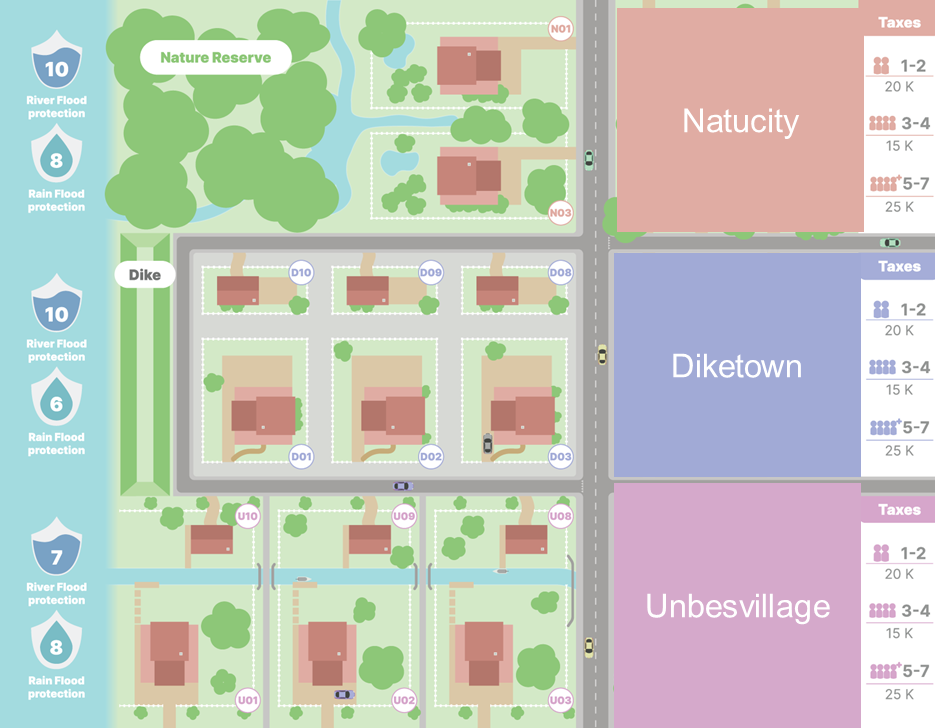 Nature Reserve
N01
10
River Flood
protection
8
Rain Flood
protection
N03
Natucity
Taxes
1-2
20 K
3-4
15 K
+5-7
25 K
Dike
10
River Flood
protection
6
Rain Flood
protection
D10
D09
D08
D01
D02
D03
Diketown
Taxes
1-2
20 K
3-4
15 K
+5-7
25 K
7
River Flood
protection
8
Rain Flood
protection
U10
U09
U08
U01
U02
U03
Unbesvillage
Taxes
1-2
20 K
3-4
15 K
+5-7
25 K